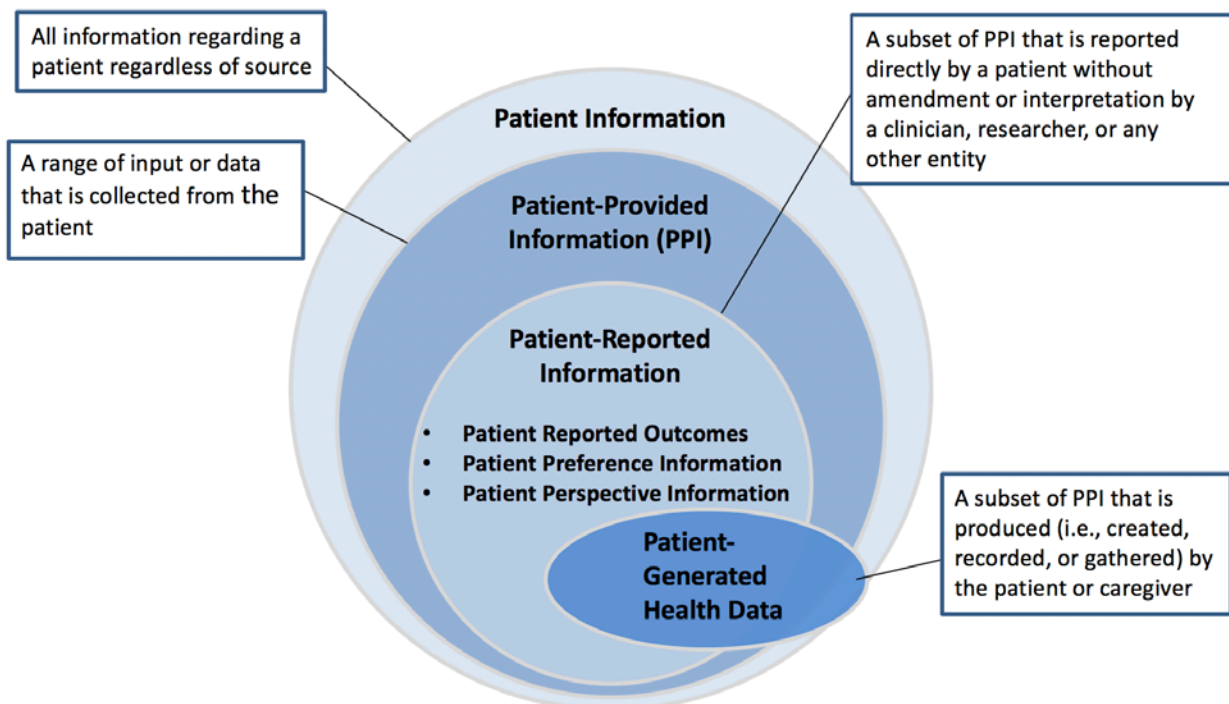 All information regarding a
patient regardless of source
A subset of PPI that is reported
directly by a patient without
amendment or interpretation by
a clinician, researcher, or any
other entity
Patient Information
A range of input or data
that is collected from the
patient
Patient-Provided
Information (PPI)
Patient-Reported
Information
• Patient Reported Outcomes
• Patient Preference Information
• Patient Perspective Information
A subset of PPI that is
produced (i.e., created,
recorded, or gathered) by
the patient or caregiver
Patient-
Generated
Health Data